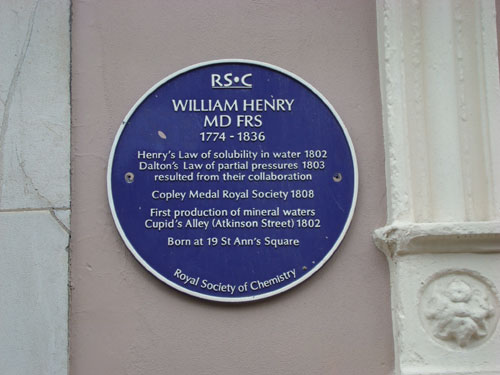 RS•C
WILLIAM HENRY
MD FRS
1774 - 1836
Henry's Law of solubility in water 1802
Dalton's Law of partial pressures 1803
resulted from their collaboration
Copley Medal Royal Society 1808
First production of mineral waters
Cupid's Alley (Atkinson Street) 1802
Born at 19 St Ann's Square
Royal Society of Chemistry